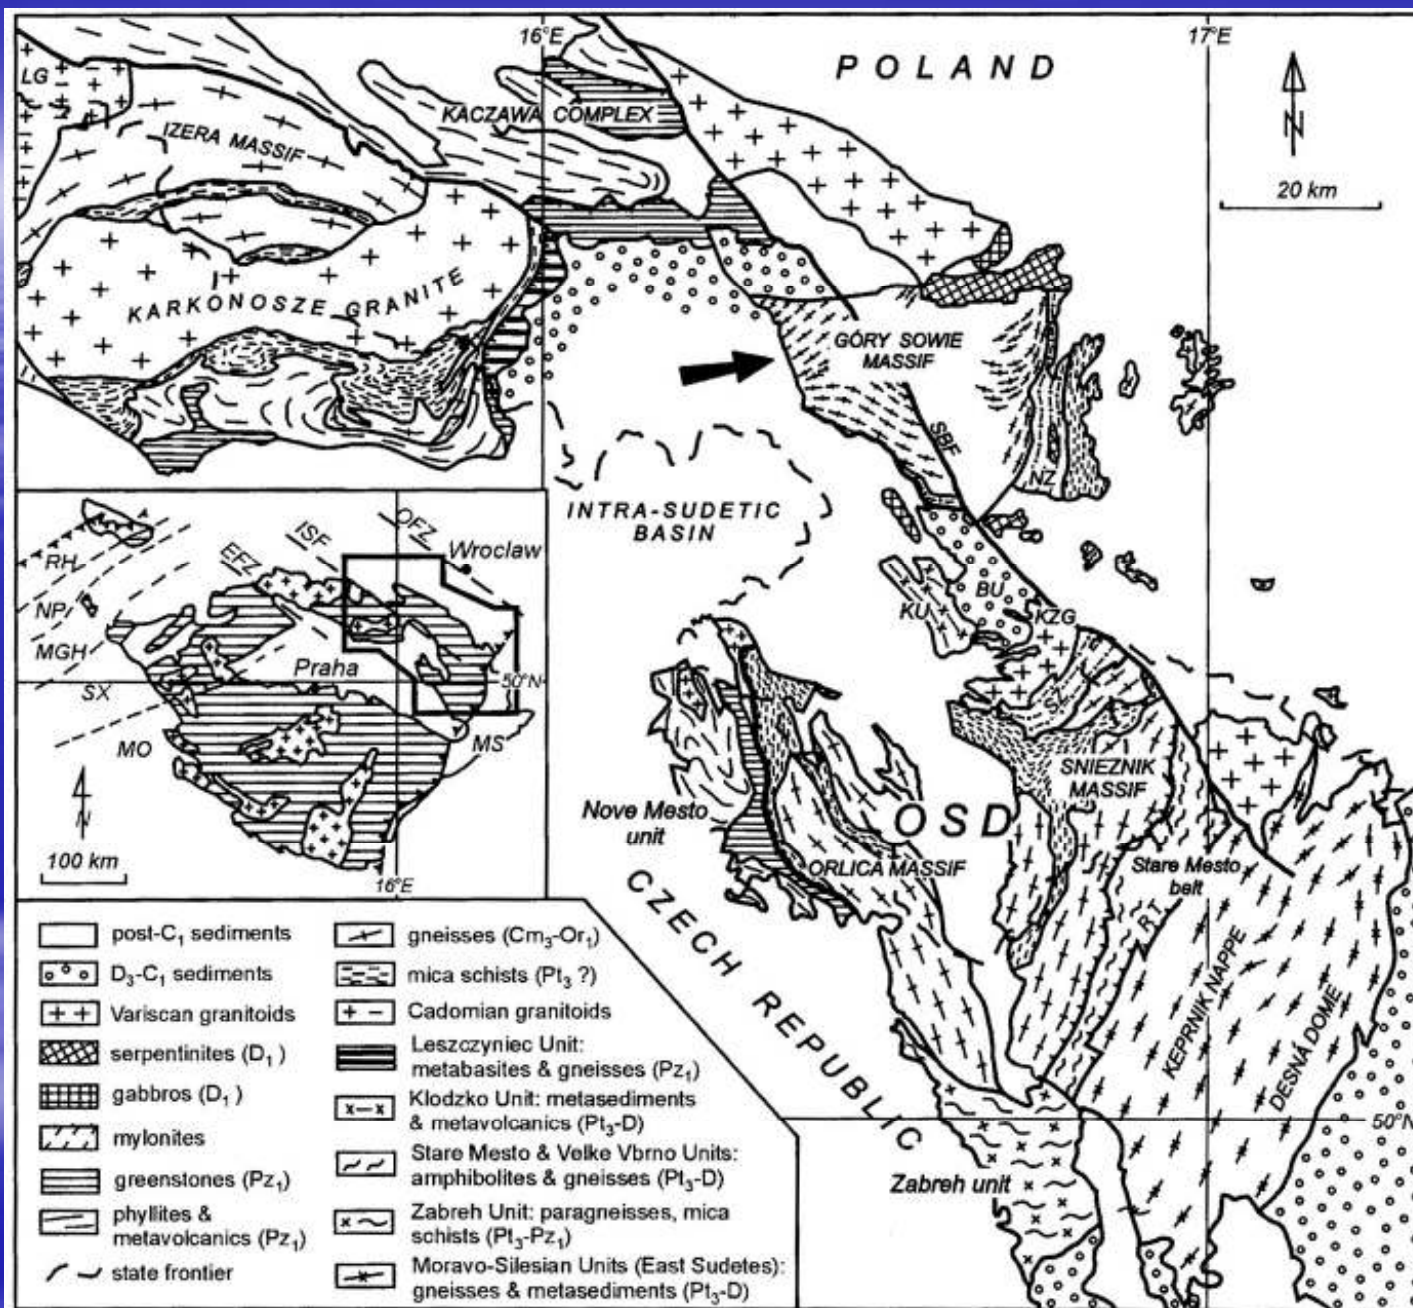 16°E
17°E
POLAND
LG
KACZAWA COMPLEX
IZERA MASSIF
N
20 km
KARKONOSZE GRANITE
GÓRY SOWIE
MASSIF
SBF
NZ
INTRA-SUDETIC
BASIN
BU
KU
KZG
OFZ
ISF
Wroclaw
EFZ
RH
NP
MGH
Praha
50°N
SX
MO
MS
N
100 km
16°E
SNIEZNIK
MASSIF
Nove Mesto
unit
OSD
ORLICA MASSIF
Stare Mesto
belt
R.T.
CZECH REPUBLIC
KEPRNIK NAPPE
DESNÁ DOME
50°N
Zabreh unit
post-C1 sediments
D3-C1 sediments
Variscan granitoids
serpentinites (D1)
gabbros (D1)
mylonites
greenstones (Pz1)
phyllites &
metavolcanics (Pz1)
state frontier
gneisses (Cm3-Or1)
mica schists (Pt3 ?)
Cadomian granitoids
Leszczyniec Unit:
metabasites & gneisses (Pz1)
Klodzko Unit: metasediments
& metavolcanics (Pt3-D)
Stare Mesto & Velke Vbrno Units:
amphibolites & gneisses (Pt3-D)
Zabreh Unit: paragneisses, mica
schists (Pt3-Pz1)
Moravo-Silesian Units (East Sudetes):
gneisses & metasediments (Pt3-D)